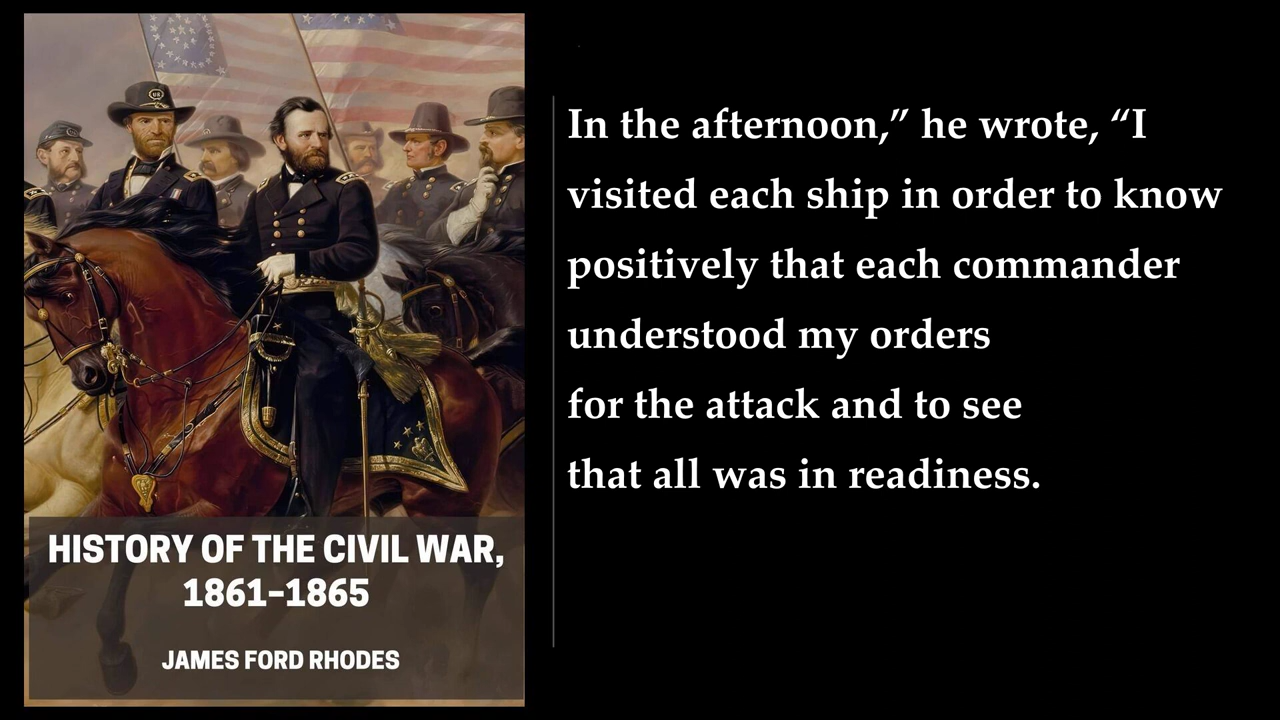 HISTORY OF THE CIVIL WAR,
1861–1865
JAMES FORD RHODES
In the afternoon,” he wrote, “I
visited each ship in order to know
positively that each commander
understood my orders
for the attack and to see
that all was in readiness.